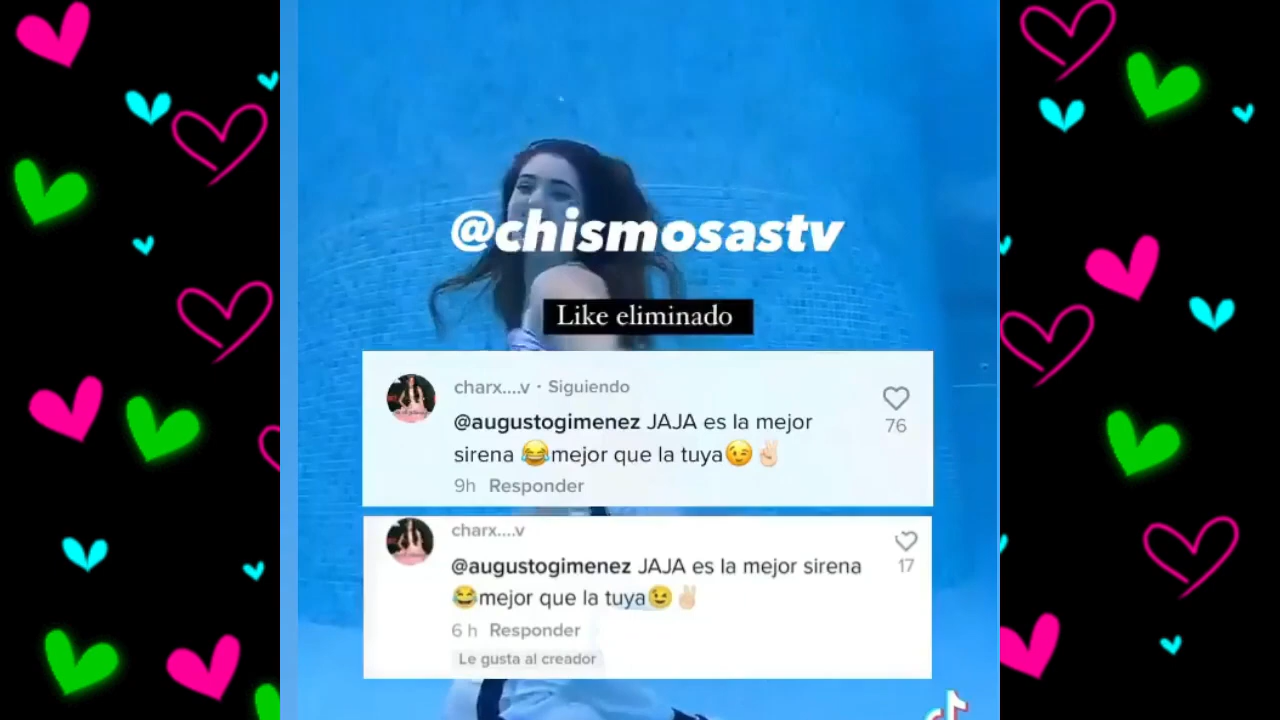 @chismosastv
Like eliminado
charx....v · Siguiendo
@augustogimenez JAJA es la mejor
sirena 😂mejor que la tuya😉✌🏻
76
9h Responder
charx....v
@augustogimenez JAJA es la mejor sirena
😂mejor que la tuya😉✌🏻
17
6 h Responder
Le gusta al creador